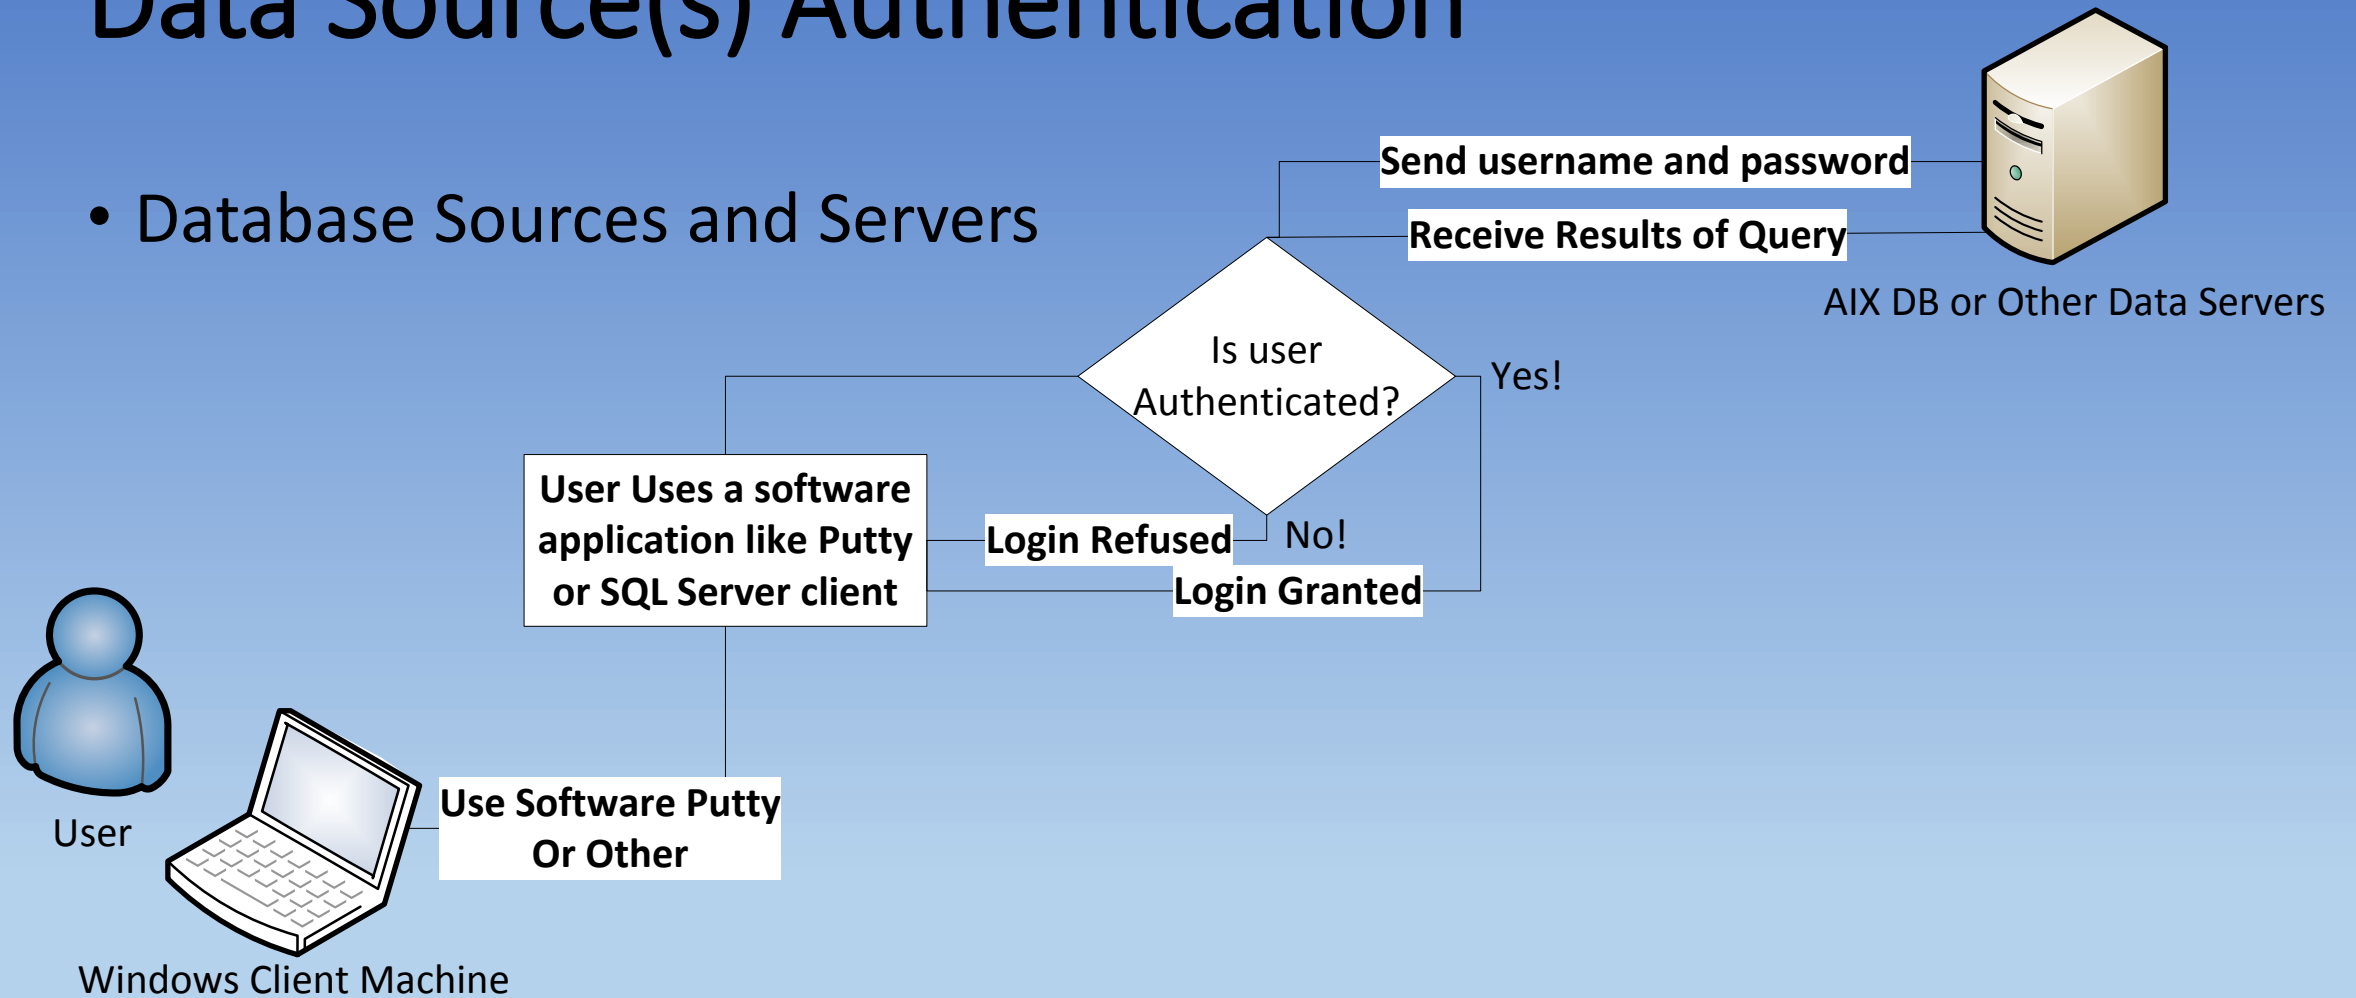 Data Source(s) Authentication
• Database Sources and Servers
Send username and password
Receive Results of Query
AIX DB or Other Data Servers
Is user
Authenticated?
Yes!
User Uses a software
application like Putty
or SQL Server client
Login Refused
No!
Login Granted
User
Use Software Putty
Or Other
Windows Client Machine